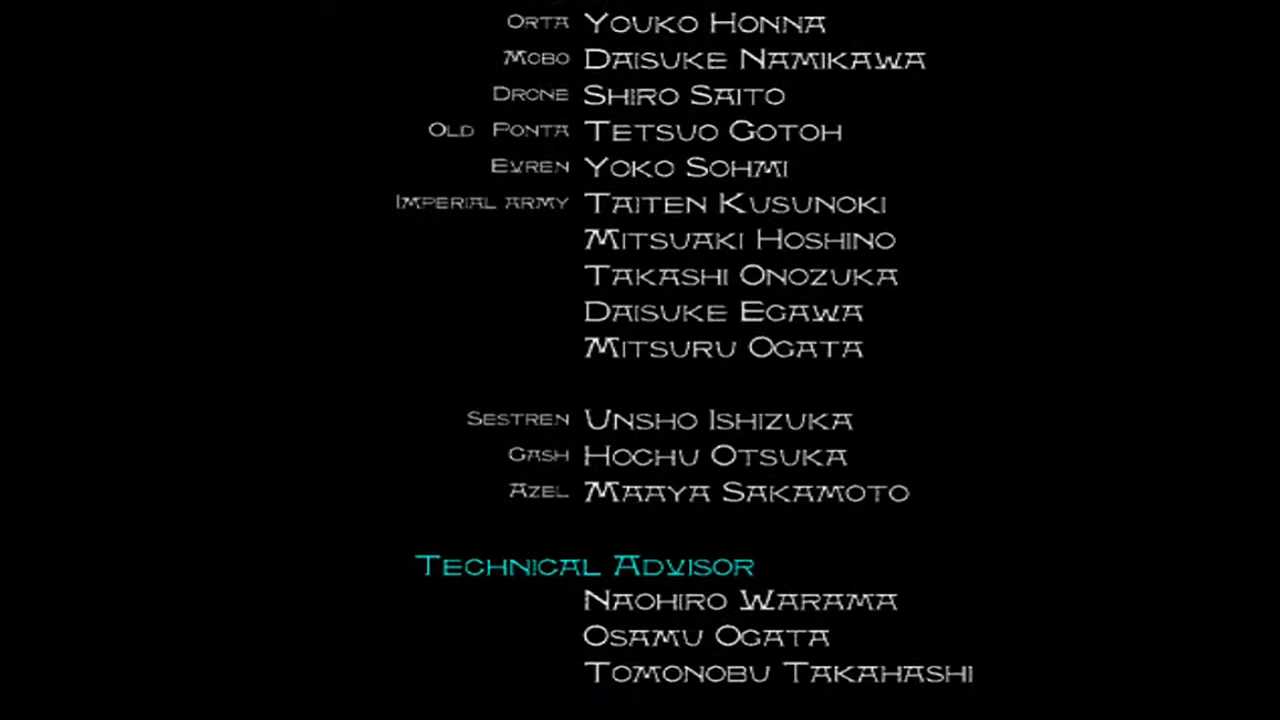 Orta Youko Honna
Mobo Daisuke Namikawa
Drone Shiro Saito
Old Ponta Tetsuo Gotoh
Evren Yoko Sohmi
Imperial army Taiten Kusunoki
Mitsuaki Hoshino
Takashi Onozuka
Daisuke Egawa
Mitsuru Ogata
Sestren Unsho Ishizuka
Gash Hochu Otsuka
Azel Maaya Sakamoto
Technical Advisor
Naohiro Warama
Osamu Ogata
Tomonobu Takahashi